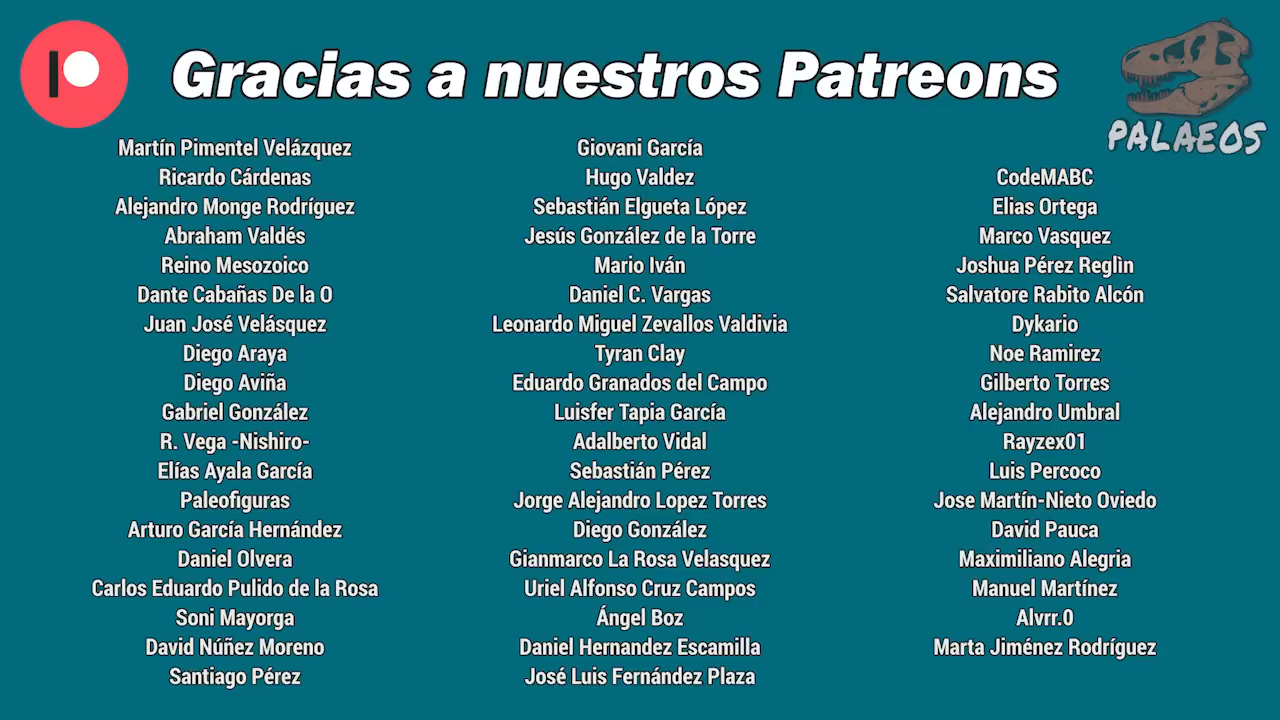 Gracias a nuestros Patreons
PALAEOS
Martín Pimentel Velázquez
Ricardo Cárdenas
Alejandro Monge Rodríguez
Abraham Valdés
Reino Mesozoico
Dante Cabañas De la O
Juan José Velásquez
Diego Araya
Diego Aviña
Gabriel González
R. Vega -Nishiro-
Elías Ayala García
Paleofiguras
Arturo García Hernández
Daniel Olvera
Carlos Eduardo Pulido de la Rosa
Soni Mayorga
David Núñez Moreno
Santiago Pérez
Giovani García
Hugo Valdez
Sebastián Elgueta López
Jesús González de la Torre
Mario Iván
Daniel C. Vargas
Leonardo Miguel Zevallos Valdivia
Tyran Clay
Eduardo Granados del Campo
Luisfer Tapia García
Adalberto Vidal
Sebastián Pérez
Jorge Alejandro Lopez Torres
Diego González
Gianmarco La Rosa Velasquez
Uriel Alfonso Cruz Campos
Ángel Boz
Daniel Hernandez Escamilla
José Luis Fernández Plaza
CodeMABC
Elias Ortega
Marco Vasquez
Joshua Pérez Reglìn
Salvatore Rabito Alcón
Dykario
Noe Ramirez
Gilberto Torres
Alejandro Umbral
Rayzex01
Luis Percoco
Jose Martín-Nieto Oviedo
David Pauca
Maximiliano Alegria
Manuel Martínez
Alvrr.0
Marta Jiménez Rodríguez